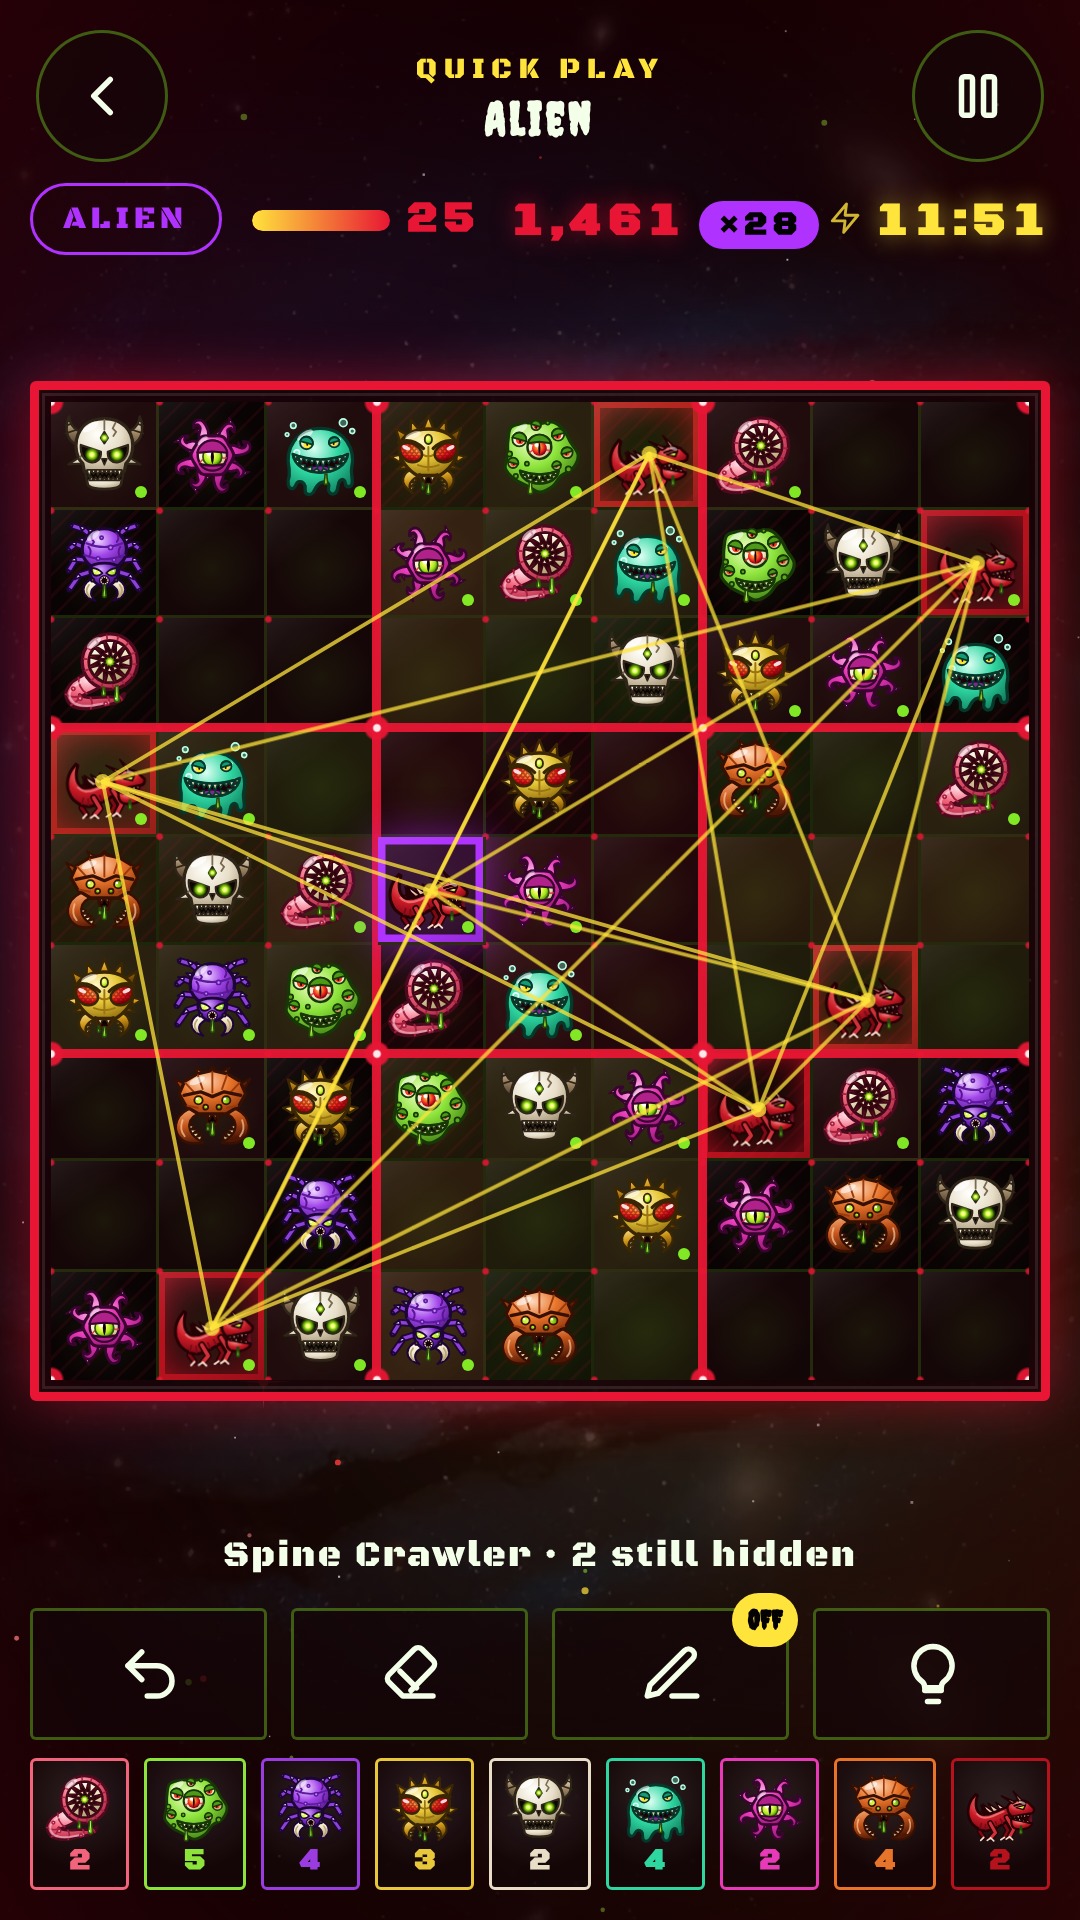 QUICK PLAY
ALIEN
ALIEN 25 1,461 ×28 11:51
Spine Crawler · 2 still hidden
OFF
2 5 4 3 2 4 2 4 2